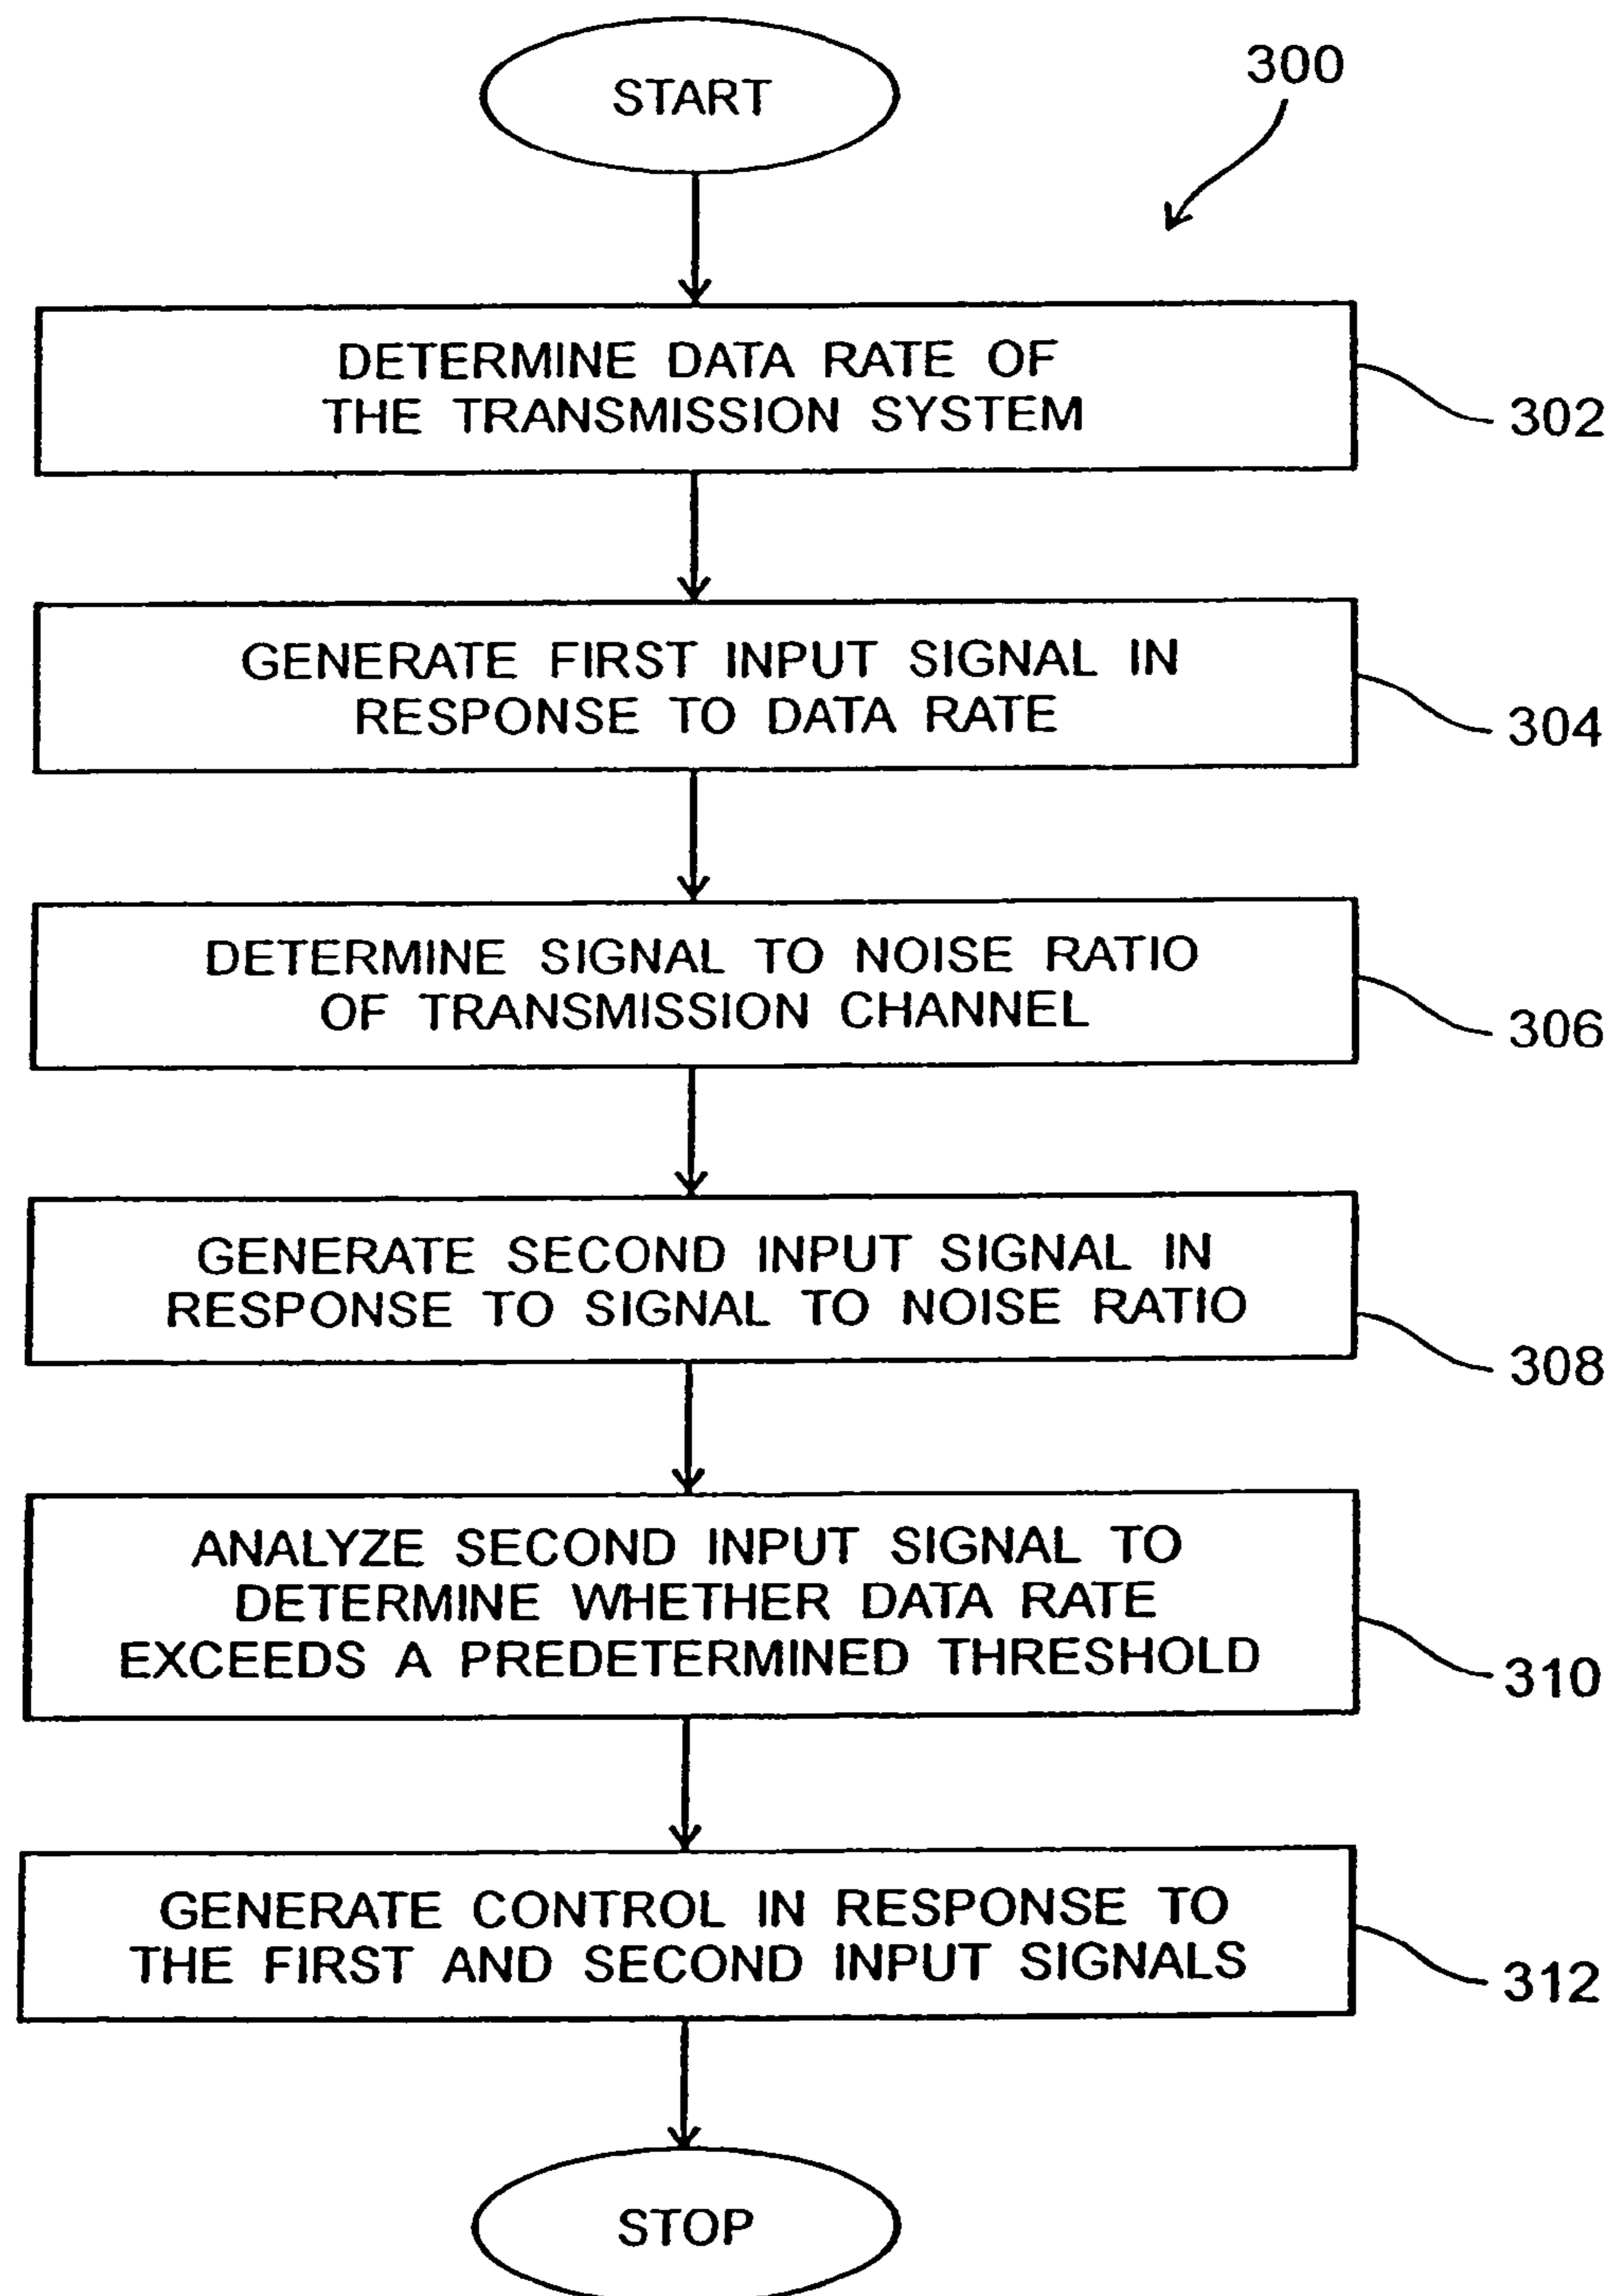 START
300
DETERMINE DATA RATE OF
THE TRANSMISSION SYSTEM
302
GENERATE FIRST INPUT SIGNAL IN
RESPONSE TO DATA RATE
304
DETERMINE SIGNAL TO NOISE RATIO
OF TRANSMISSION CHANNEL
306
GENERATE SECOND INPUT SIGNAL IN
RESPONSE TO SIGNAL TO NOISE RATIO
308
ANALYZE SECOND INPUT SIGNAL TO
DETERMINE WHETHER DATA RATE
EXCEEDS A PREDETERMINED THRESHOLD
310
GENERATE CONTROL IN RESPONSE TO
THE FIRST AND SECOND INPUT SIGNALS
312
STOP